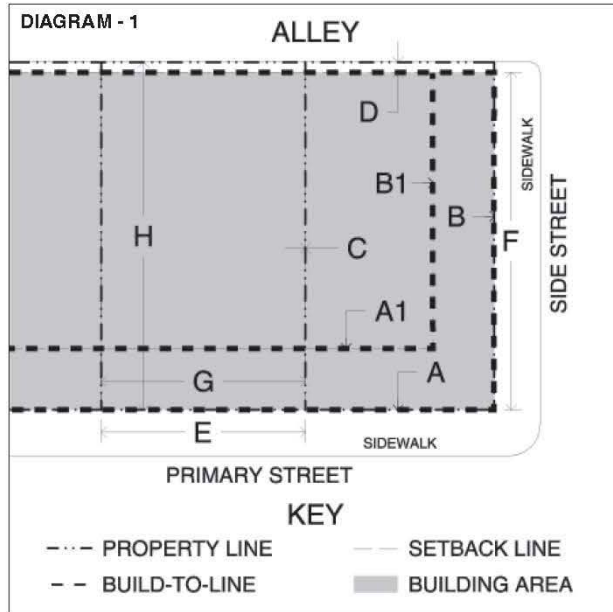 DIAGRAM - 1
ALLEY
D
SIDEWALK
B1
B
H
F
C
SIDE STREET
A1
G
A
E
SIDEWALK
PRIMARY STREET
KEY
PROPERTY LINE
SETBACK LINE
BUILD-TO-LINE
BUILDING AREA